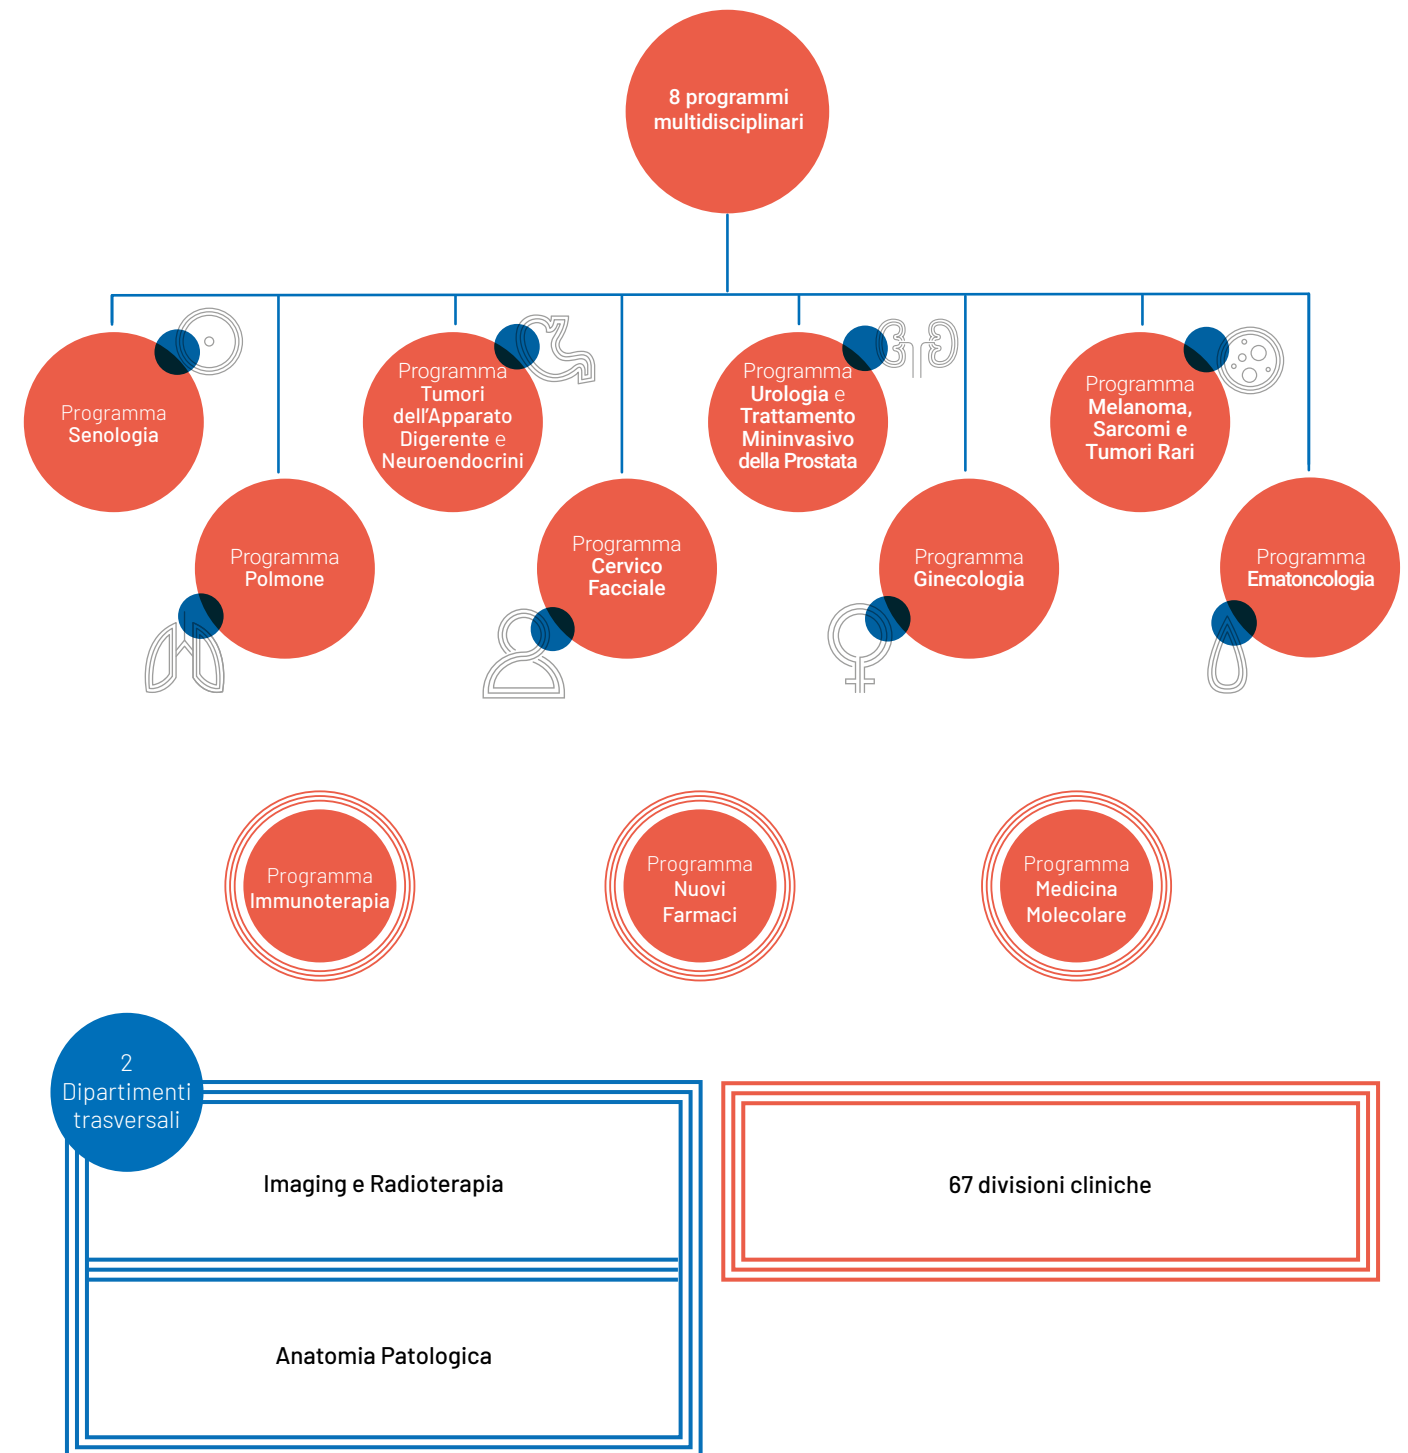 8 programmi
multidisciplinari
Programma
Senologia
Programma
Tumori
dell'Apparato
Digerente e
Neuroendocrini
Programma
Urologia e
Trattamento
Mininvasivo
della Prostata
Programma
Melanoma,
Sarcomi e
Tumori Rari
Programma
Polmone
Programma
Cervico
Facciale
Programma
Ginecologia
Programma
Ematoncologia
Programma
Immunoterapia
Programma
Nuovi
Farmaci
Programma
Medicina
Molecolare
2
Dipartimenti
trasversali
Imaging e Radioterapia
67 divisioni cliniche
Anatomia Patologica